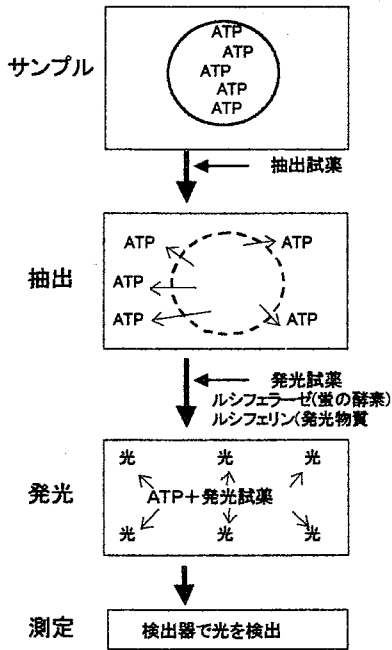 サンプル
ATP
ATP
ATP
ATP
ATP
抽出試薬
抽出
ATP
ATP
ATP
ATP
ATP
発光試薬
ルシフェラーゼ(蛍の酵素)
ルシフェリン(発光物質
発光
光 光 光
ATP+発光試薬
光 光 光
測定
検出器で光を検出